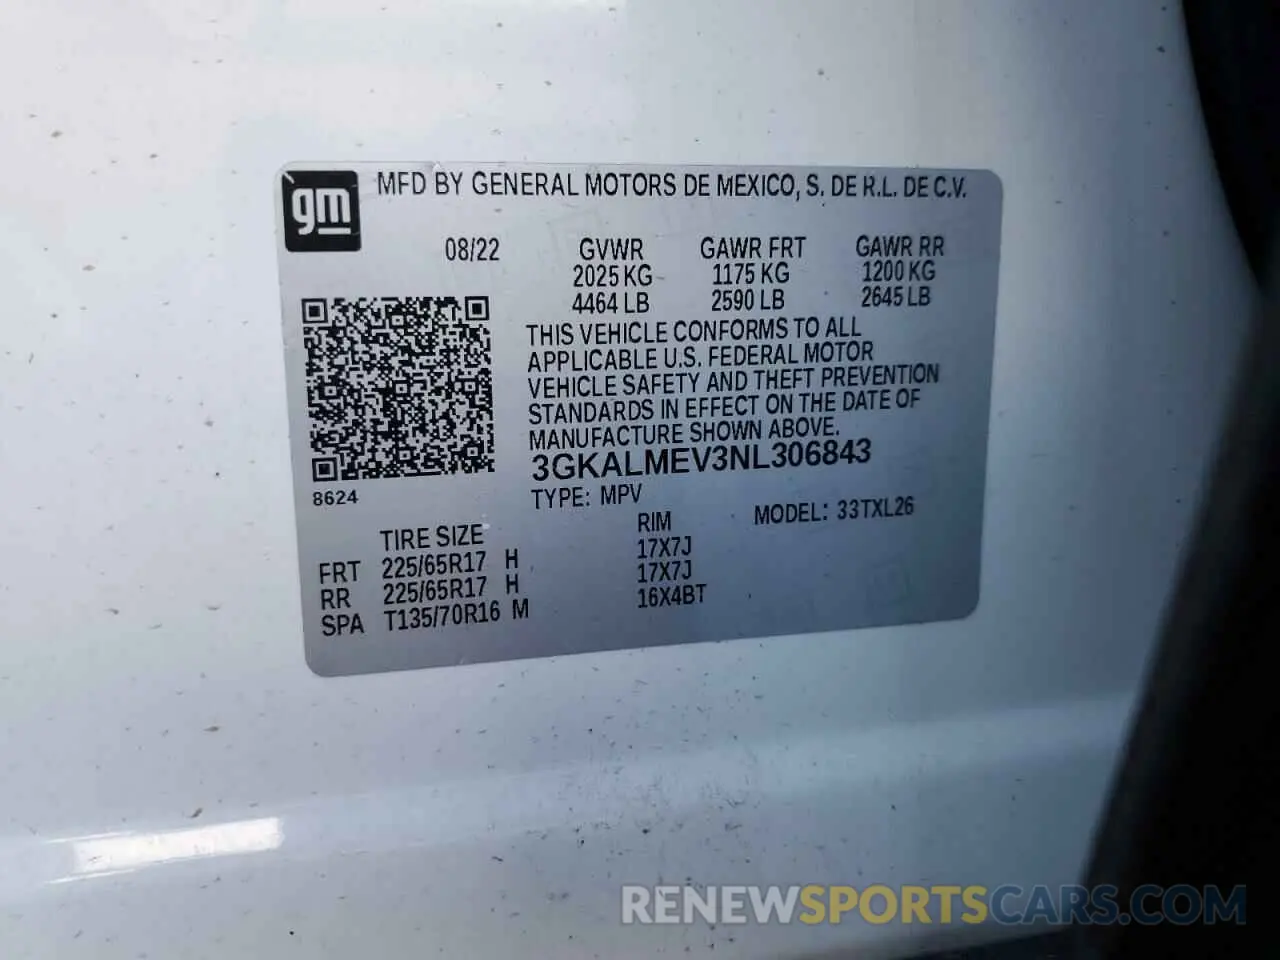 gm
MFD BY GENERAL MOTORS DE MEXICO, S. DE R.L. DE C.V.
08/22 GVWR GAWR FRT GAWR RR
2025 KG 1175 KG 1200 KG
4464 LB 2590 LB 2645 LB
THIS VEHICLE CONFORMS TO ALL
APPLICABLE U.S. FEDERAL MOTOR
VEHICLE SAFETY AND THEFT PREVENTION
STANDARDS IN EFFECT ON THE DATE OF
MANUFACTURE SHOWN ABOVE.
3GKALMEV3NL306843
8624
TYPE: MPV MODEL: 33TXL26
TIRE SIZE RIM
FRT 225/65R17 H 17X7J
RR 225/65R17 H 17X7J
SPA T135/70R16 M 16X4BT
RENEWSPORTSCARS.COM